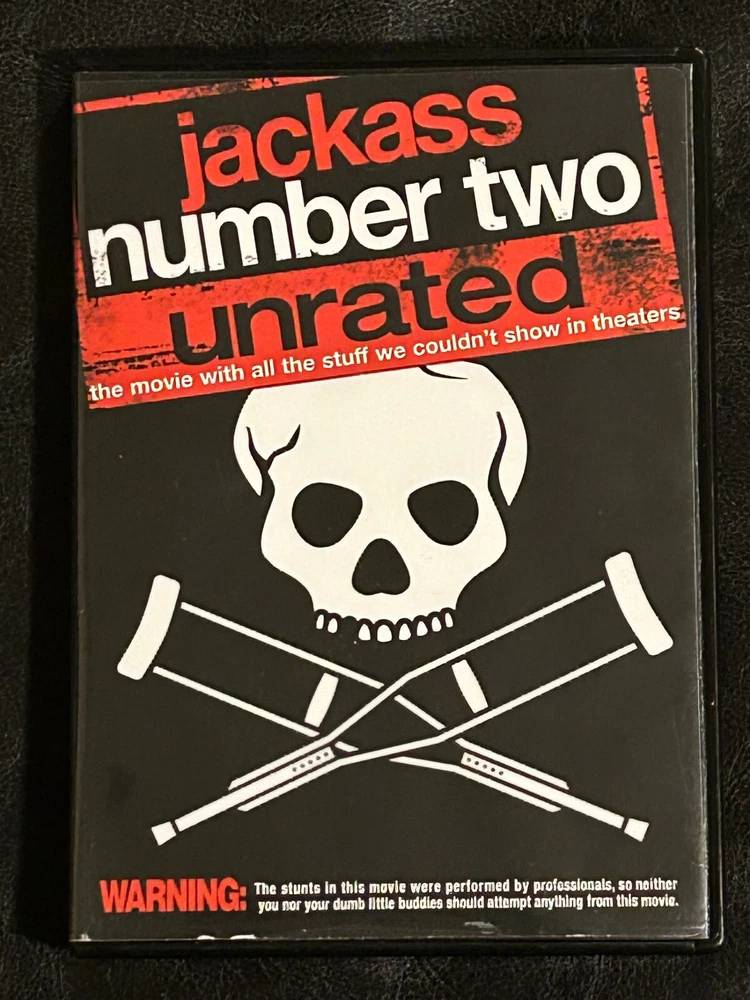 jackass
number two
unrated
the movie with all the stuff we couldn't show in theaters
WARNING: The stunts in this movie were performed by professionals, so neither
you nor your dumb little buddies should attempt anything from this movie.